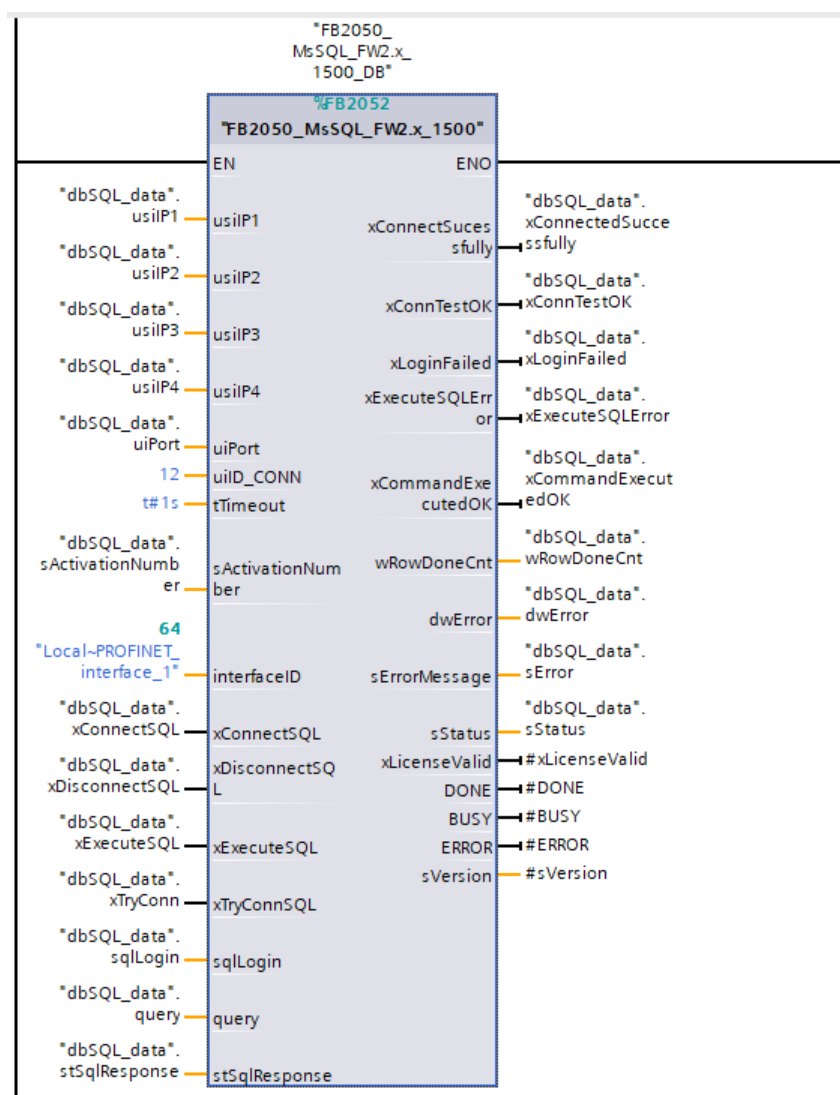 "FB2050_
MsSQL_FW2.x_
1500_DB"
%FB2052
"FB2050_MsSQL_FW2.x_1500"
EN
ENO
"dbSQL_data".
usiIP1
usiIP1
xConnectSuces
sfully
"dbSQL_data".
xConnectedSucce
ssfully
"dbSQL_data".
usiIP2
usiIP2
xConnTestOK
"dbSQL_data".
xConnTestOK
"dbSQL_data".
usiIP3
usiIP3
xLoginFailed
"dbSQL_data".
xLoginFailed
"dbSQL_data".
usiIP4
usiIP4
xExecuteSQLErr
or
"dbSQL_data".
xExecuteSQLError
"dbSQL_data".
uiPort
uiPort
12
uiID_CONN
t#1s
tTimeout
xCommandExe
cutedOK
"dbSQL_data".
xCommandExecut
edOK
"dbSQL_data".
sActivationNumb
er
sActivationNum
ber
wRowDoneCnt
"dbSQL_data".
wRowDoneCnt
dwError
"dbSQL_data".
dwError
64
"Local~PROFINET_
interface_1"
interfaceID
sErrorMessage
"dbSQL_data".
sError
"dbSQL_data".
xConnectSQL
xConnectSQL
sStatus
"dbSQL_data".
sStatus
"dbSQL_data".
xDisconnectSQL
xDisconnectSQ
L
xLicenseValid
#xLicenseValid
DONE
#DONE
BUSY
#BUSY
"dbSQL_data".
xExecuteSQL
xExecuteSQL
ERROR
#ERROR
sVersion
#sVersion
"dbSQL_data".
xTryConn
xTryConnSQL
"dbSQL_data".
sqlLogin
sqlLogin
"dbSQL_data".
query
query
"dbSQL_data".
stSqlResponse
stSqlResponse